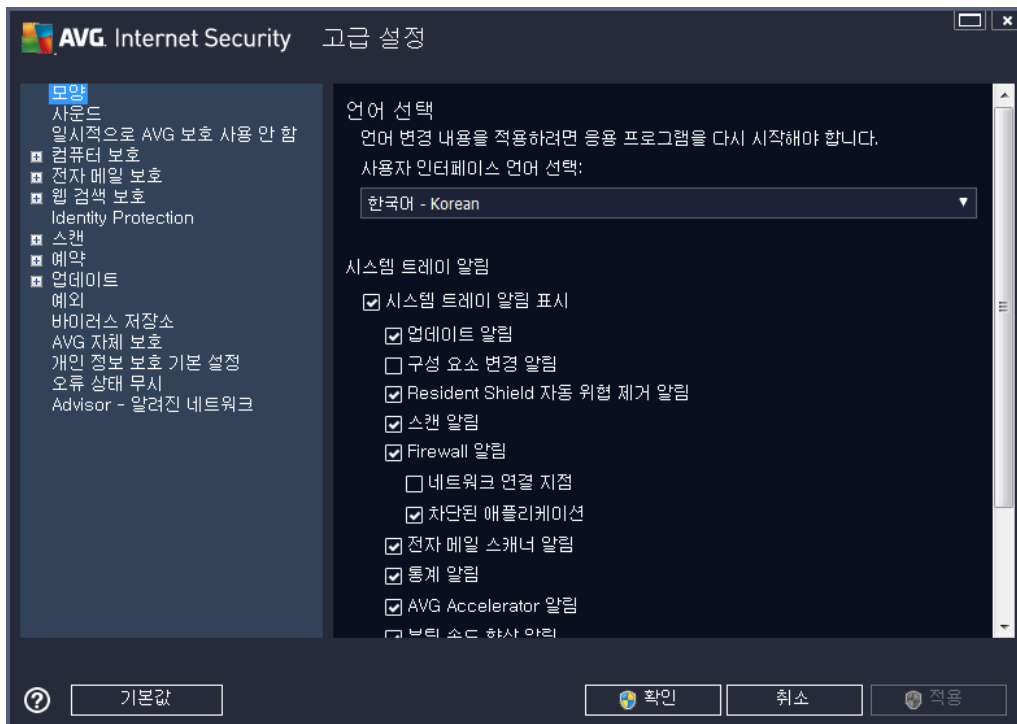 AVG. Internet Security 고급 설정
모양
사운드
일시적으로 AVG 보호 사용 안 함
컴퓨터 보호
전자 메일 보호
웹 검색 보호
Identity Protection
스캔
예약
업데이트
예외
바이러스 저장소
AVG 자체 보호
개인 정보 보호 기본 설정
오류 상태 무시
Advisor - 알려진 네트워크
언어 선택
언어 변경 내용을 적용하려면 응용 프로그램을 다시 시작해야 합니다.
사용자 인터페이스 언어 선택:
한국어 - Korean
시스템 트레이 알림
시스템 트레이 알림 표시
업데이트 알림
구성 요소 변경 알림
Resident Shield 자동 위협 제거 알림
스캔 알림
Firewall 알림
네트워크 연결 지점
차단된 애플리케이션
전자 메일 스캐너 알림
통계 알림
AVG Accelerator 알림
부팅 속도 향상 알림
기본값
확인
취소
적용